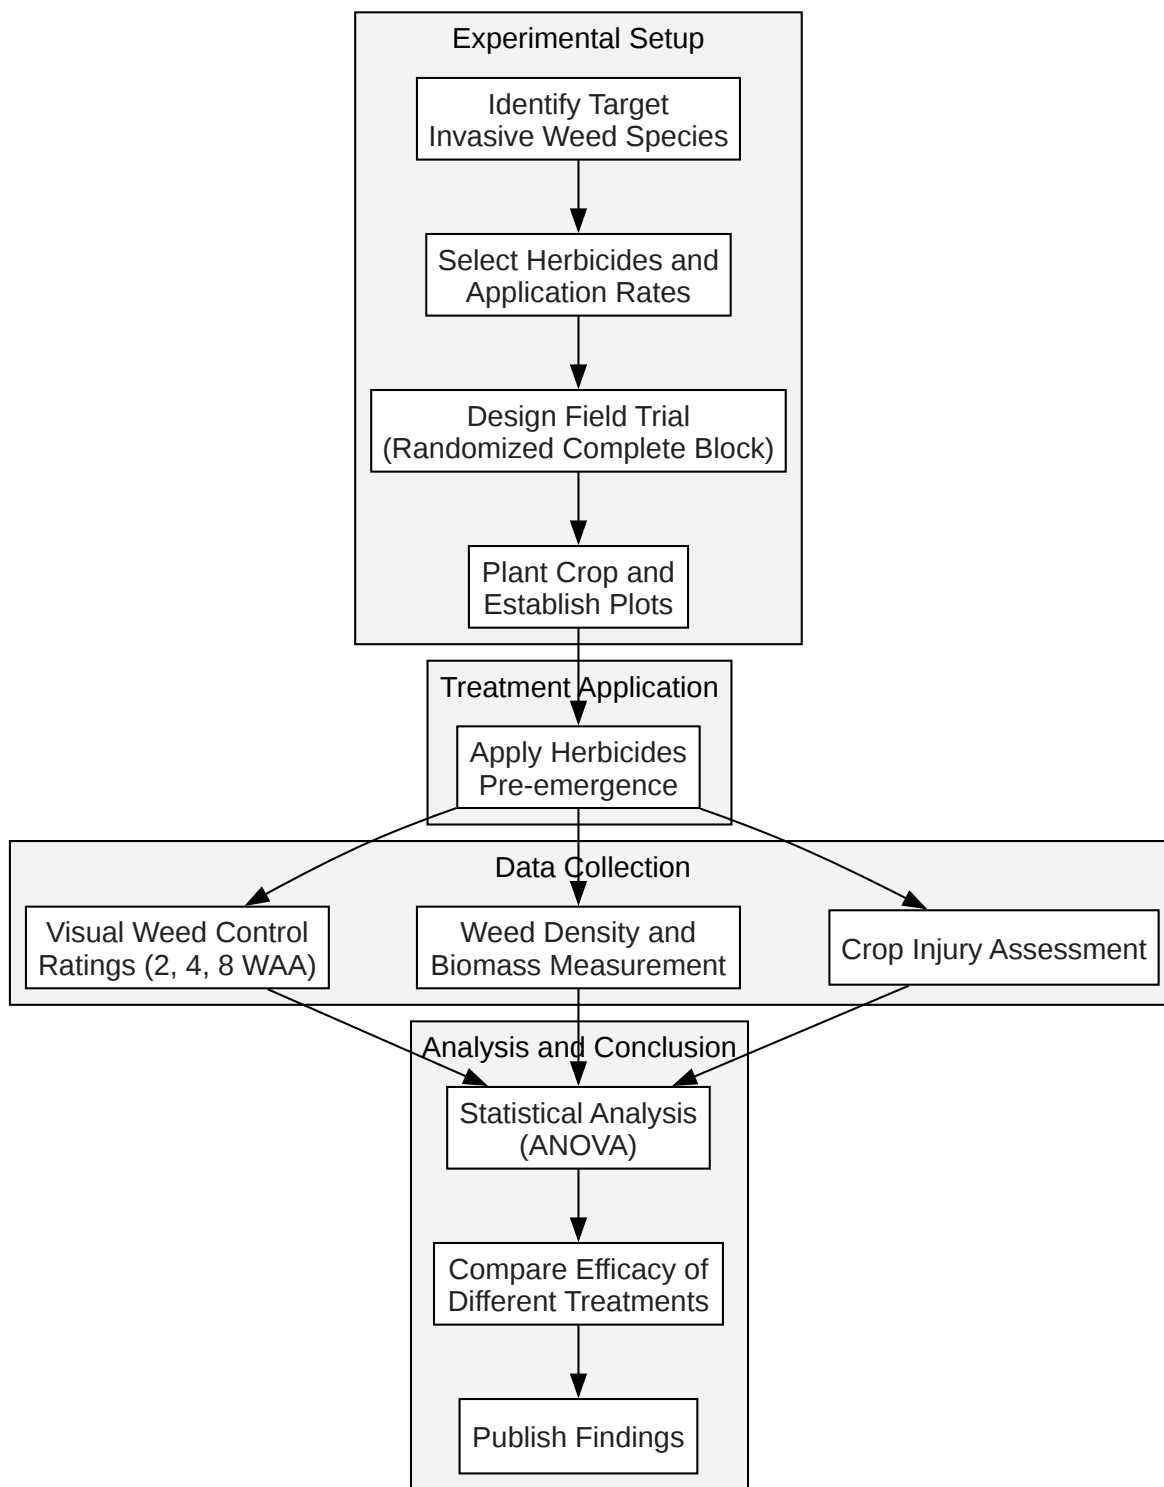 Experimental Setup
Identify Target
Invasive Weed Species
Select Herbicides and
Application Rates
Design Field Trial
(Randomized Complete Block)
Plant Crop and
Establish Plots
Treatment Application
Apply Herbicides
Pre-emergence
Data Collection
Visual Weed Control
Ratings (2, 4, 8 WAA)
Weed Density and
Biomass Measurement
Crop Injury Assessment
Analysis and Conclusion
Statistical Analysis
(ANOVA)
Compare Efficacy of
Different Treatments
Publish Findings